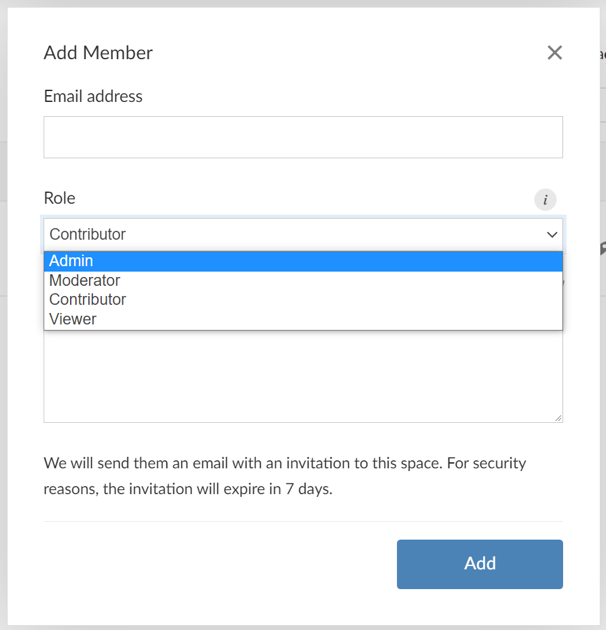 Add Member
Email address
Role
i
Contributor
Admin
Moderator
Contributor
Viewer
We will send them an email with an invitation to this space. For security
reasons, the invitation will expire in 7 days.
Add